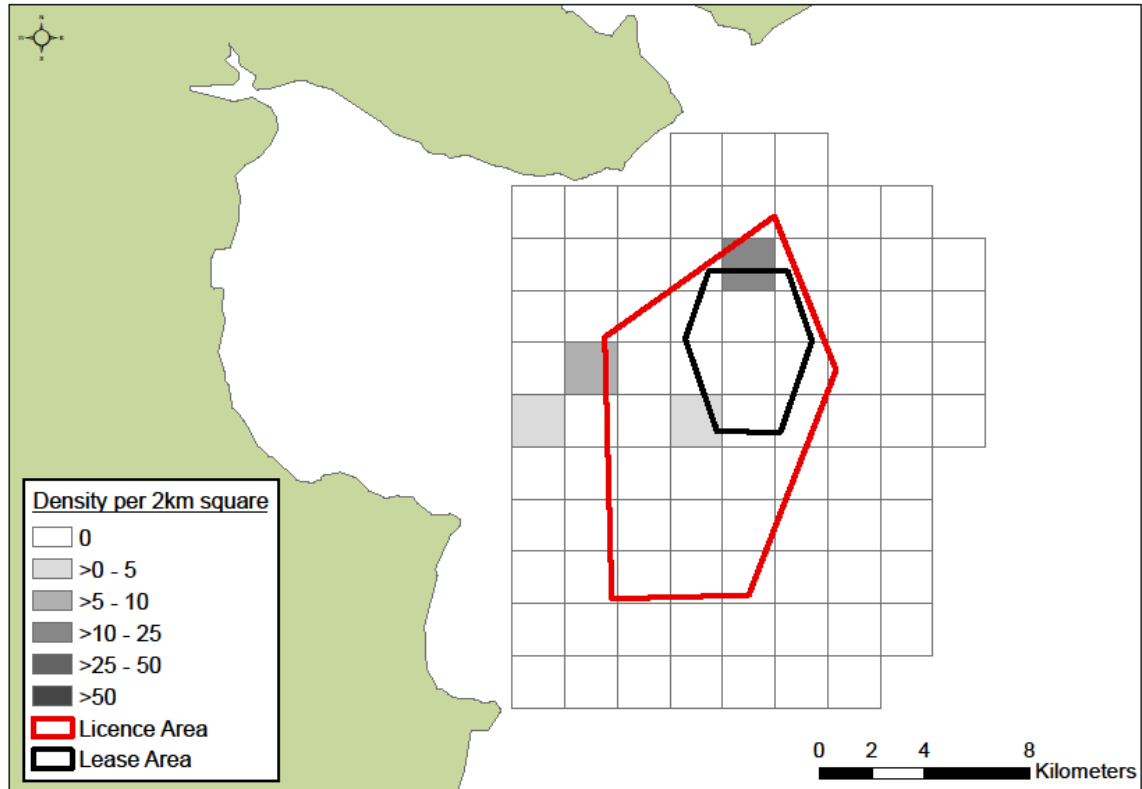 N
W
E
S
Density per 2km square
0
>0 - 5
>5 - 10
>10 - 25
>25 - 50
>50
Licence Area
Lease Area
0 2 4 8
Kilometers